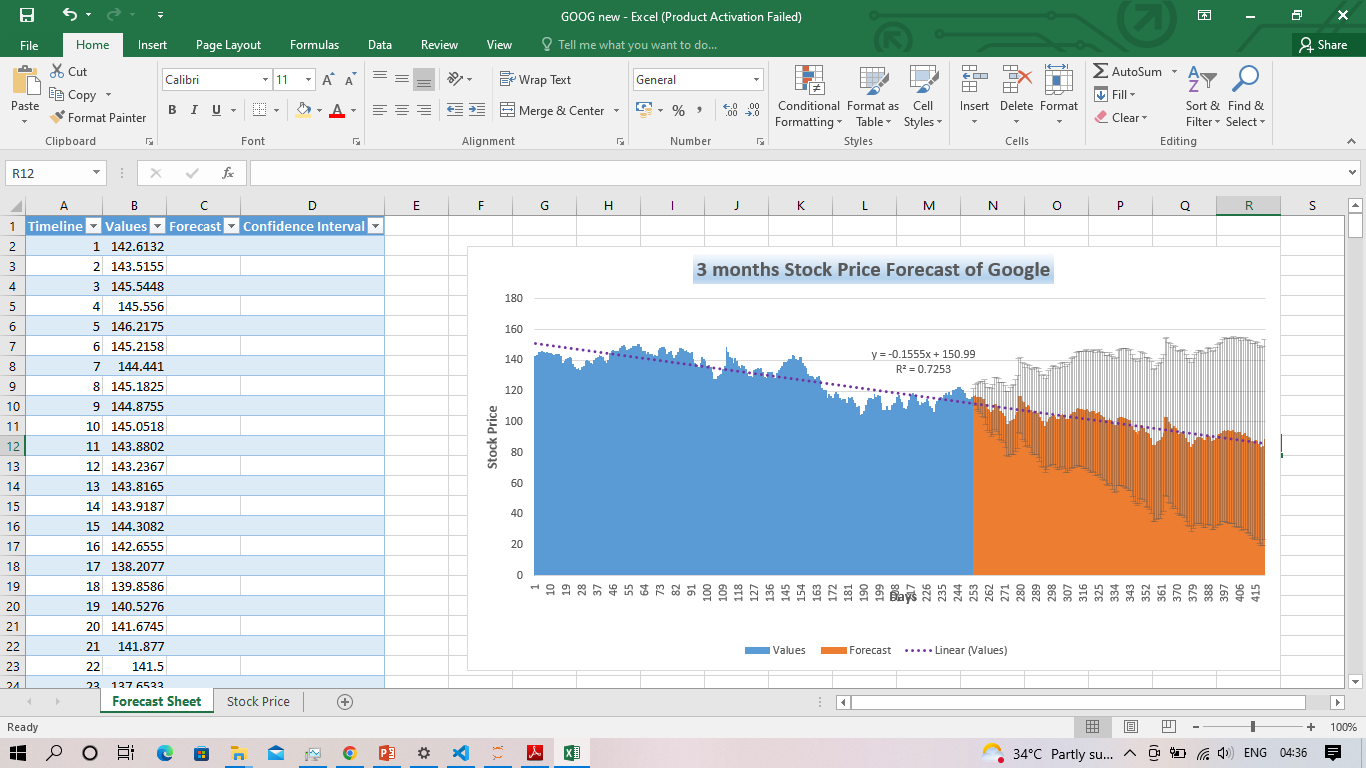 GOOG new - Excel (Product Activation Failed)
File Home Insert Page Layout Formulas Data Review View Tell me what you want to do... Share
Paste Cut Copy Format Painter
Clipboard
Calibri 11 A A
B I U A
Font
Wrap Text
Merge & Center
Alignment
General
% , .00
Number
Conditional Formatting Format as Table Cell Styles
Styles
Insert Delete Format
Cells
AutoSum Fill Clear Sort & Filter Find & Select
Editing
R12 fx
A B C D E F G H I J K L M N O P Q R S
1 Timeline Values Forecast Confidence Interval
2 1 142.6132
3 2 143.5155
4 3 145.5448
5 4 145.556
6 5 146.2175
7 6 145.2158
8 7 144.441
9 8 145.1825
10 9 144.8755
11 10 145.0518
12 11 143.8802
13 12 143.2367
14 13 143.8165
15 14 143.9187
16 15 144.3082
17 16 142.6555
18 17 138.2077
19 18 139.8586
20 19 140.5276
21 20 141.6745
22 21 141.877
23 22 141.5
24 23 137.6533
3 months Stock Price Forecast of Google
180
160
140
120
100
80
60
40
20
0
Stock Price
y = -0.1555x + 150.99
R² = 0.7253
1 10 19 28 37 46 55 64 73 82 91 100 109 118 127 136 145 154 163 172 181 190 199 226 235 244 253 262 271 280 289 298 307 316 325 334 343 352 361 370 379 388 397 406 415
Days
Values Forecast Linear (Values)
Forecast Sheet Stock Price
Ready 100%
34°C Partly su... ENG 04:36